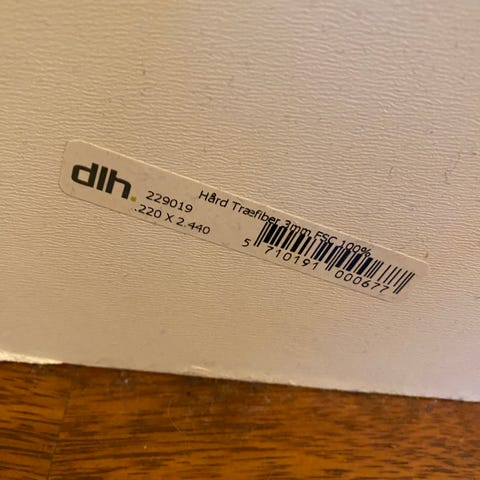 dlh.
229019
.220 X 2.440
Hård Træfiber 3mm FSC 100%
5 710191 000677